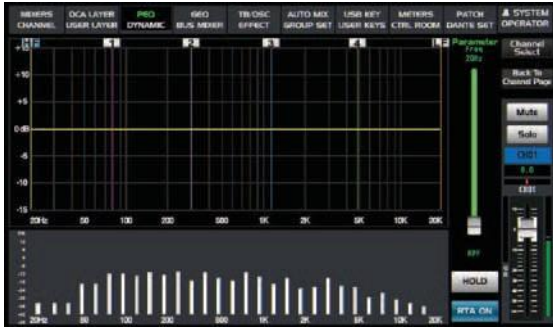 MIXERS DCA LAYER PEQ GEQ TB/OSC AUTO MIX USB KEY METERS PATCH SYSTEM
CHANNEL USER LAYER DYNAMIC BUS MIXER EFFECT GROUP SET USER KEYS CTRL ROOM DANTE SET OPERATOR
HF 1 2 3 4 LF
Parameter
Freq
20Hz
Channel
Select
Back To
Channel Page
+10
+5
0dB
-5
-10
-15
20Hz 50 100 200 500 1K 2K 5K 10K 20K
Mute
Solo
CH01
0.0
CH01
HPF
HOLD
RTA ON
20Hz 50 100 200 500 1K 2K 5K 10K 20K